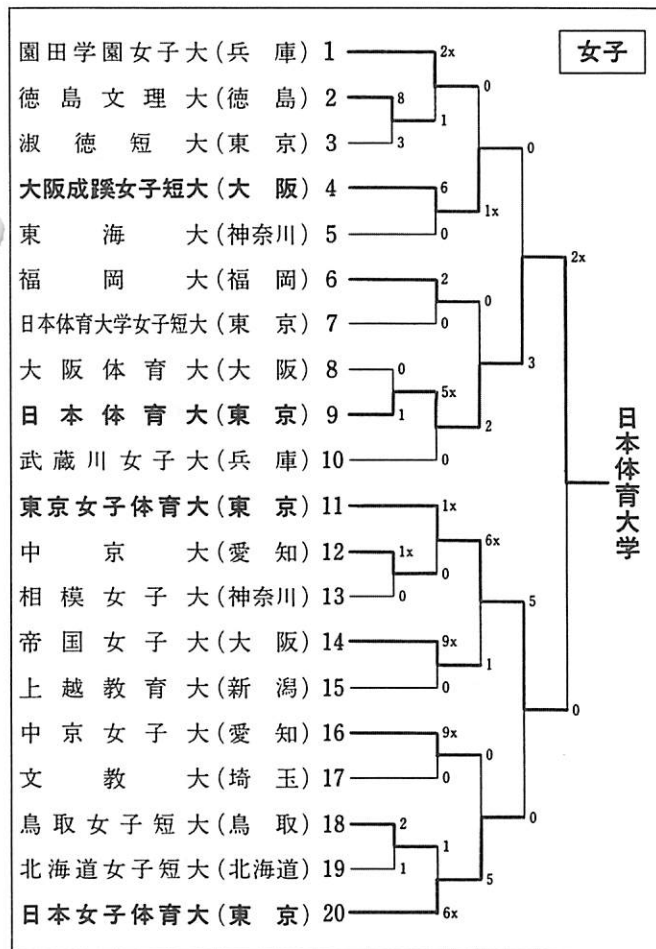 女子
園田学園女子大(兵庫) 1 2x
0
徳島文理大(徳島) 2 8
1
淑徳短大(東京) 3 3
0
大阪成蹊女子短大(大阪) 4 6
1x
東海大(神奈川) 5 0
2x
福岡大(福岡) 6 2
0
日本体育大学女子短大(東京) 7 0
3
大阪体育大(大阪) 8 0
5x
日本体育大(東京) 9 1
2
武蔵川女子大(兵庫) 10 0
日本体育大学
東京女子体育大(東京) 11 1x
6x
中京大(愛知) 12 1x
0
相模女子大(神奈川) 13 0
5
帝国女子大(大阪) 14 9x
1
上越教育大(新潟) 15 0
0
中京女子大(愛知) 16 9x
0
文教大(埼玉) 17 0
0
鳥取女子短大(鳥取) 18 2
1
北海道女子短大(北海道) 19 1
5
日本女子体育大(東京) 20 6x